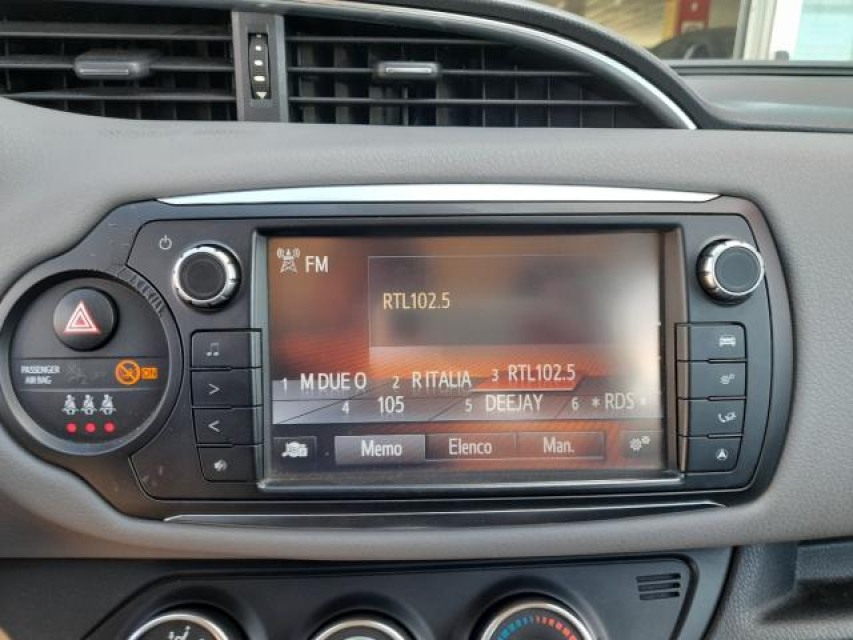 FM
RTL102.5
1 M DUE O 2 R ITALIA 3 RTL102.5
4 105 5 DEEJAY 6 *RDS*
Memo Elenco Man.
PASSENGER
AIR BAG
ON